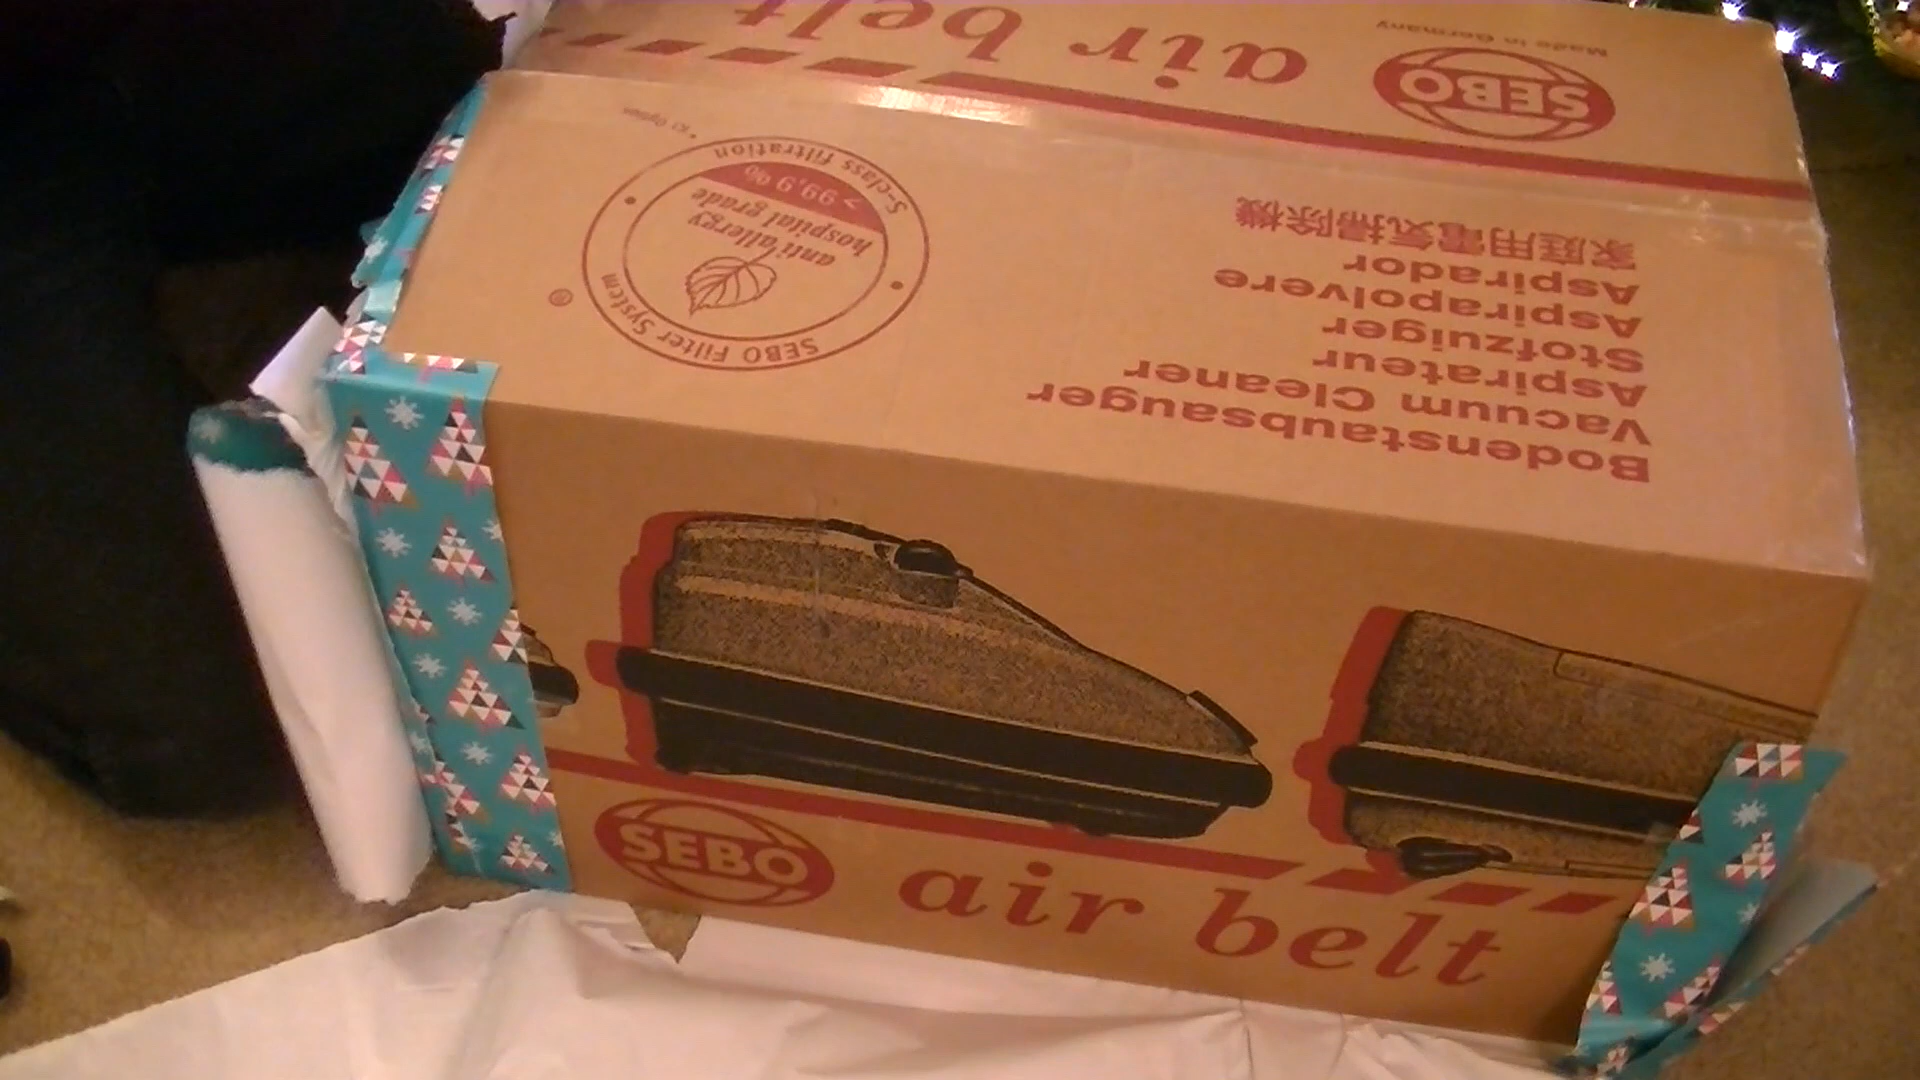 SEBO
air belt
Made in Germany
Bodenstaubsauger
Vacuum Cleaner
Aspirateur
Stofzuiger
Aspirapolvere
Aspirador
家庭用電気掃除機
SEBO Filter System
®
anti allergy
hospital grade
> 99,9 %
S-class filtration
SEBO
air belt